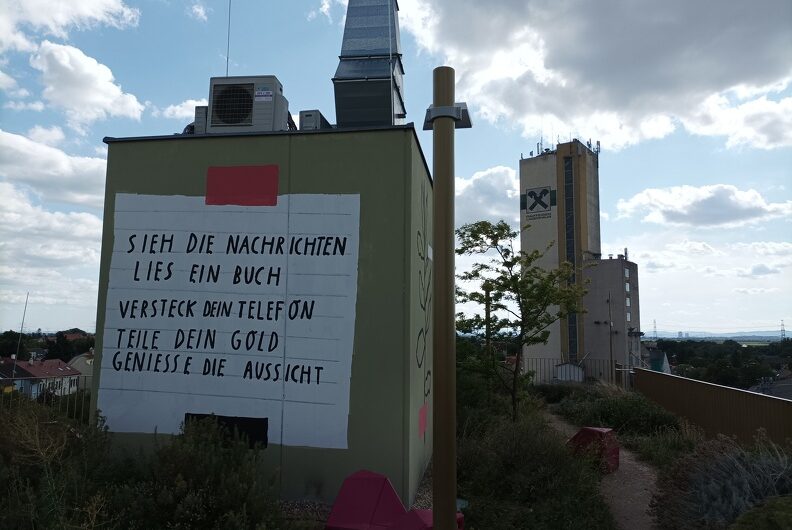 SIEH DIE NACHRICHTEN
LIES EIN BUCH
VERSTECK DEIN TELEFON
TEILE DEIN GOLD
GENIESSE DIE AUSSICHT